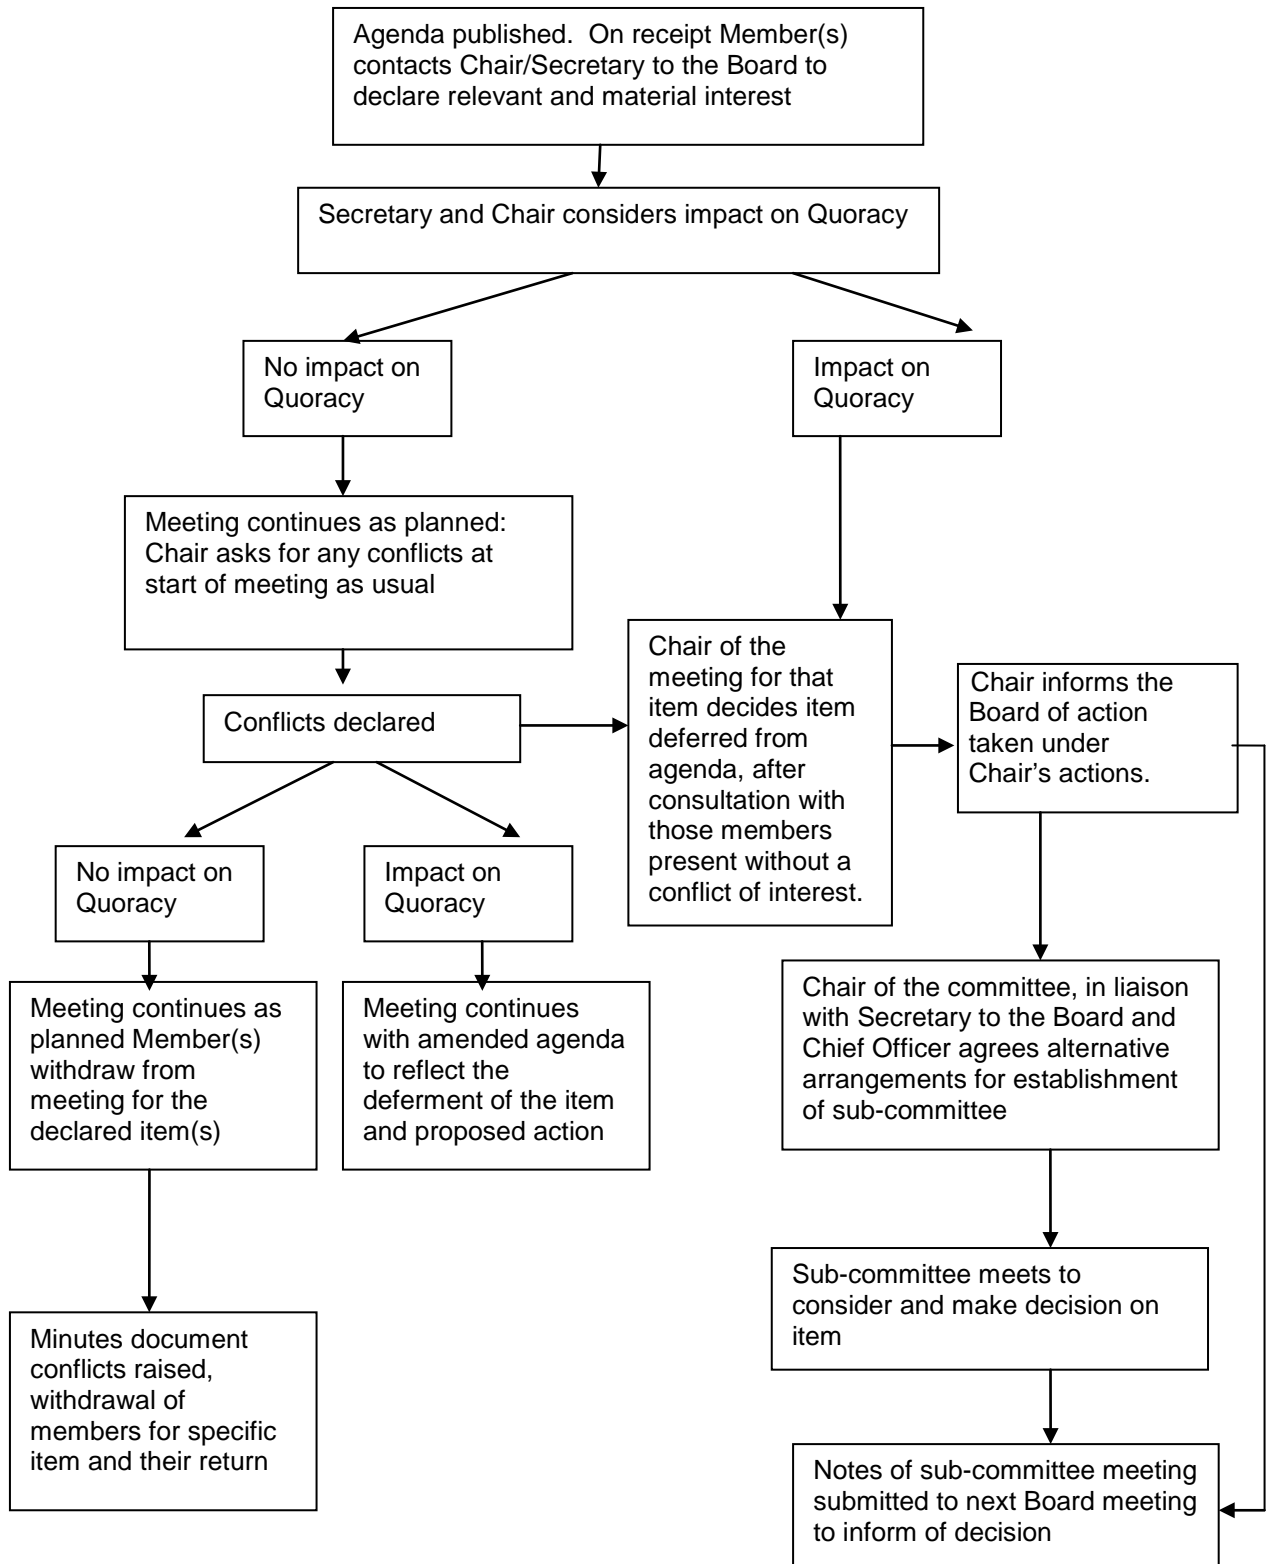 Agenda published.  On receipt Member(s)
contacts Chair/Secretary to the Board to
declare relevant and material interest
Secretary and Chair considers impact on Quoracy
No impact on
Quoracy
Impact on
Quoracy
Meeting continues as planned:
Chair asks for any conflicts at
start of meeting as usual
Chair of the
meeting for that
item decides item
deferred from
agenda, after
consultation with
those members
present without a
conflict of interest.
Chair informs the
Board of action
taken under
Chair’s actions.
Conflicts declared
No impact on
Quoracy
Impact on
Quoracy
Meeting continues as
planned Member(s)
withdraw from
meeting for the
declared item(s)
Meeting continues
with amended agenda
to reflect the
deferment of the item
and proposed action
Chair of the committee, in liaison
with Secretary to the Board and
Chief Officer agrees alternative
arrangements for establishment
of sub-committee
Sub-committee meets to
consider and make decision on
item
Minutes document
conflicts raised,
withdrawal of
members for specific
item and their return
Notes of sub-committee meeting
submitted to next Board meeting
to inform of decision